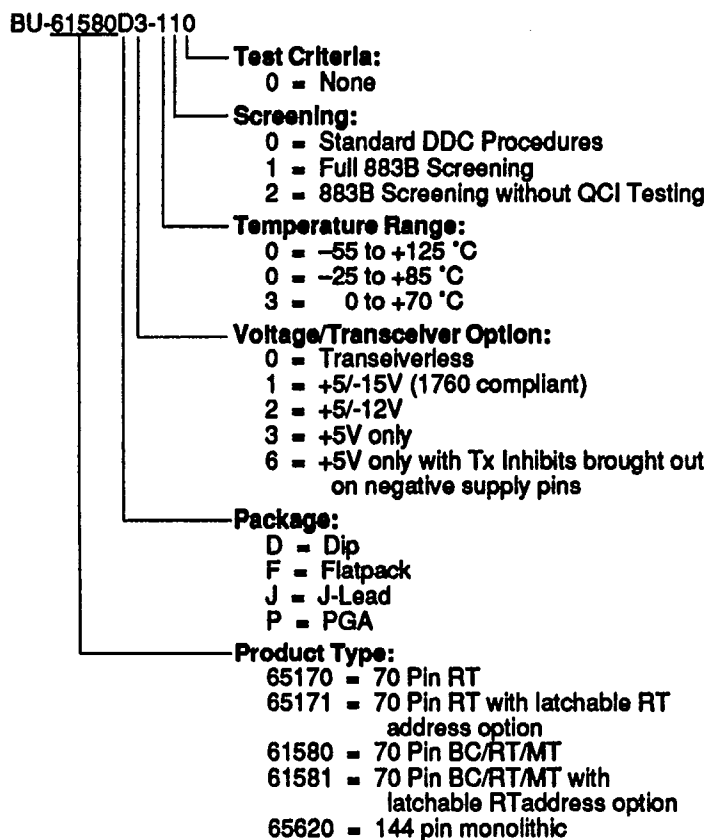 BU-61580D3-110
Test Criteria:
0 = None
Screening:
0 = Standard DDC Procedures
1 = Full 883B Screening
2 = 883B Screening without QCI Testing
Temperature Range:
0 = –55 to +125 °C
0 = –25 to +85 °C
3 = 0 to +70 °C
Voltage/Transceiver Option:
0 = Transeiverless
1 = +5/-15V (1760 compliant)
2 = +5/-12V
3 = +5V only
6 = +5V only with Tx Inhibits brought out
on negative supply pins
Package:
D = Dip
F = Flatpack
J = J-Lead
P = PGA
Product Type:
65170 = 70 Pin RT
65171 = 70 Pin RT with latchable RT
address option
61580 = 70 Pin BC/RT/MT
61581 = 70 Pin BC/RT/MT with
latchable RTaddress option
65620 = 144 pin monolithic